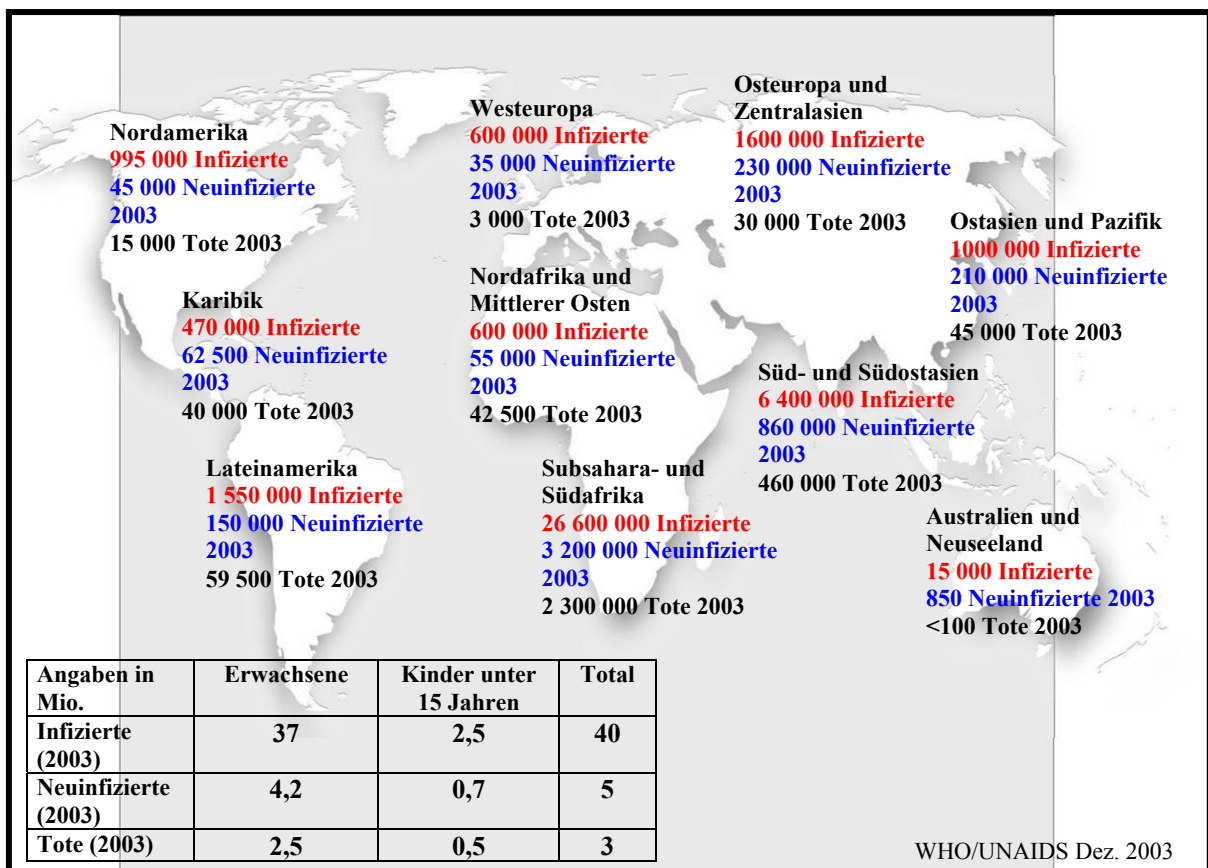 Nordamerika
995 000 Infizierte
45 000 Neuinfizierte
2003
15 000 Tote 2003
Westeuropa
600 000 Infizierte
35 000 Neuinfizierte
2003
3 000 Tote 2003
Osteuropa und
Zentralasien
1600 000 Infizierte
230 000 Neuinfizierte
2003
30 000 Tote 2003
Ostasien und Pazifik
1000 000 Infizierte
210 000 Neuinfizierte
2003
45 000 Tote 2003
Karibik
470 000 Infizierte
62 500 Neuinfizierte
2003
40 000 Tote 2003
Nordafrika und
Mittlerer Osten
600 000 Infizierte
55 000 Neuinfizierte
2003
42 500 Tote 2003
Süd- und Südostasien
6 400 000 Infizierte
860 000 Neuinfizierte
2003
460 000 Tote 2003
Lateinamerika
1 550 000 Infizierte
150 000 Neuinfizierte
2003
59 500 Tote 2003
Subsahara- und
Südafrika
26 600 000 Infizierte
3 200 000 Neuinfizierte
2003
2 300 000 Tote 2003
Australien und
Neuseeland
15 000 Infizierte
850 Neuinfizierte 2003
<100 Tote 2003
Angaben in Erwachsene Kinder unter Total
Mio. 15 Jahren
Infizierte 37 2,5 40
(2003)
Neuinfizierte 4,2 0,7 5
(2003)
Tote (2003) 2,5 0,5 3
WHO/UNAIDS Dez. 2003